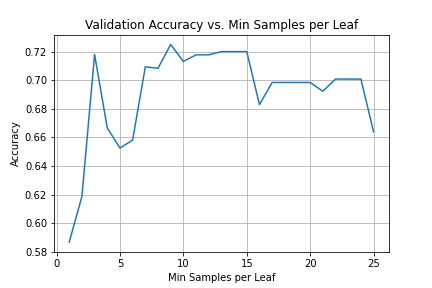 Validation Accuracy vs. Min Samples per Leaf
0.72
0.70
0.68
0.66
0.64
0.62
0.60
0.58
Accuracy
0 5 10 15 20 25
Min Samples per Leaf